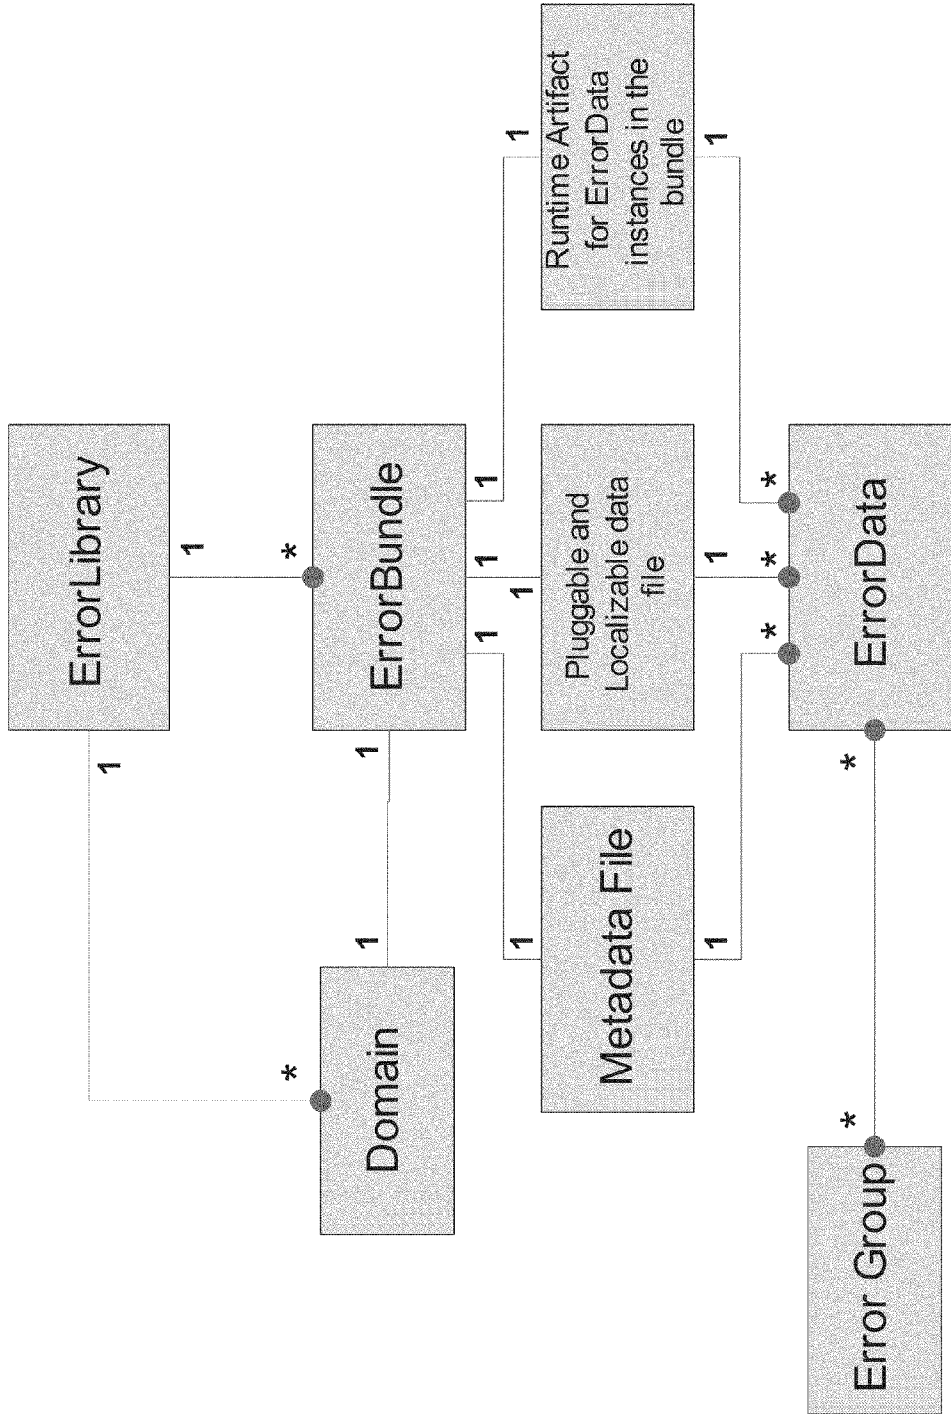 ErrorLibrary
1
1
*
*
Domain
1
1
ErrorBundle
1
1
1
1
1
1
Metadata File
Pluggable and
Localizable data
file
Runtime Artifact
for ErrorData
instances in the
bundle
1
1
1
*
*
*
*
*
Error Group
ErrorData